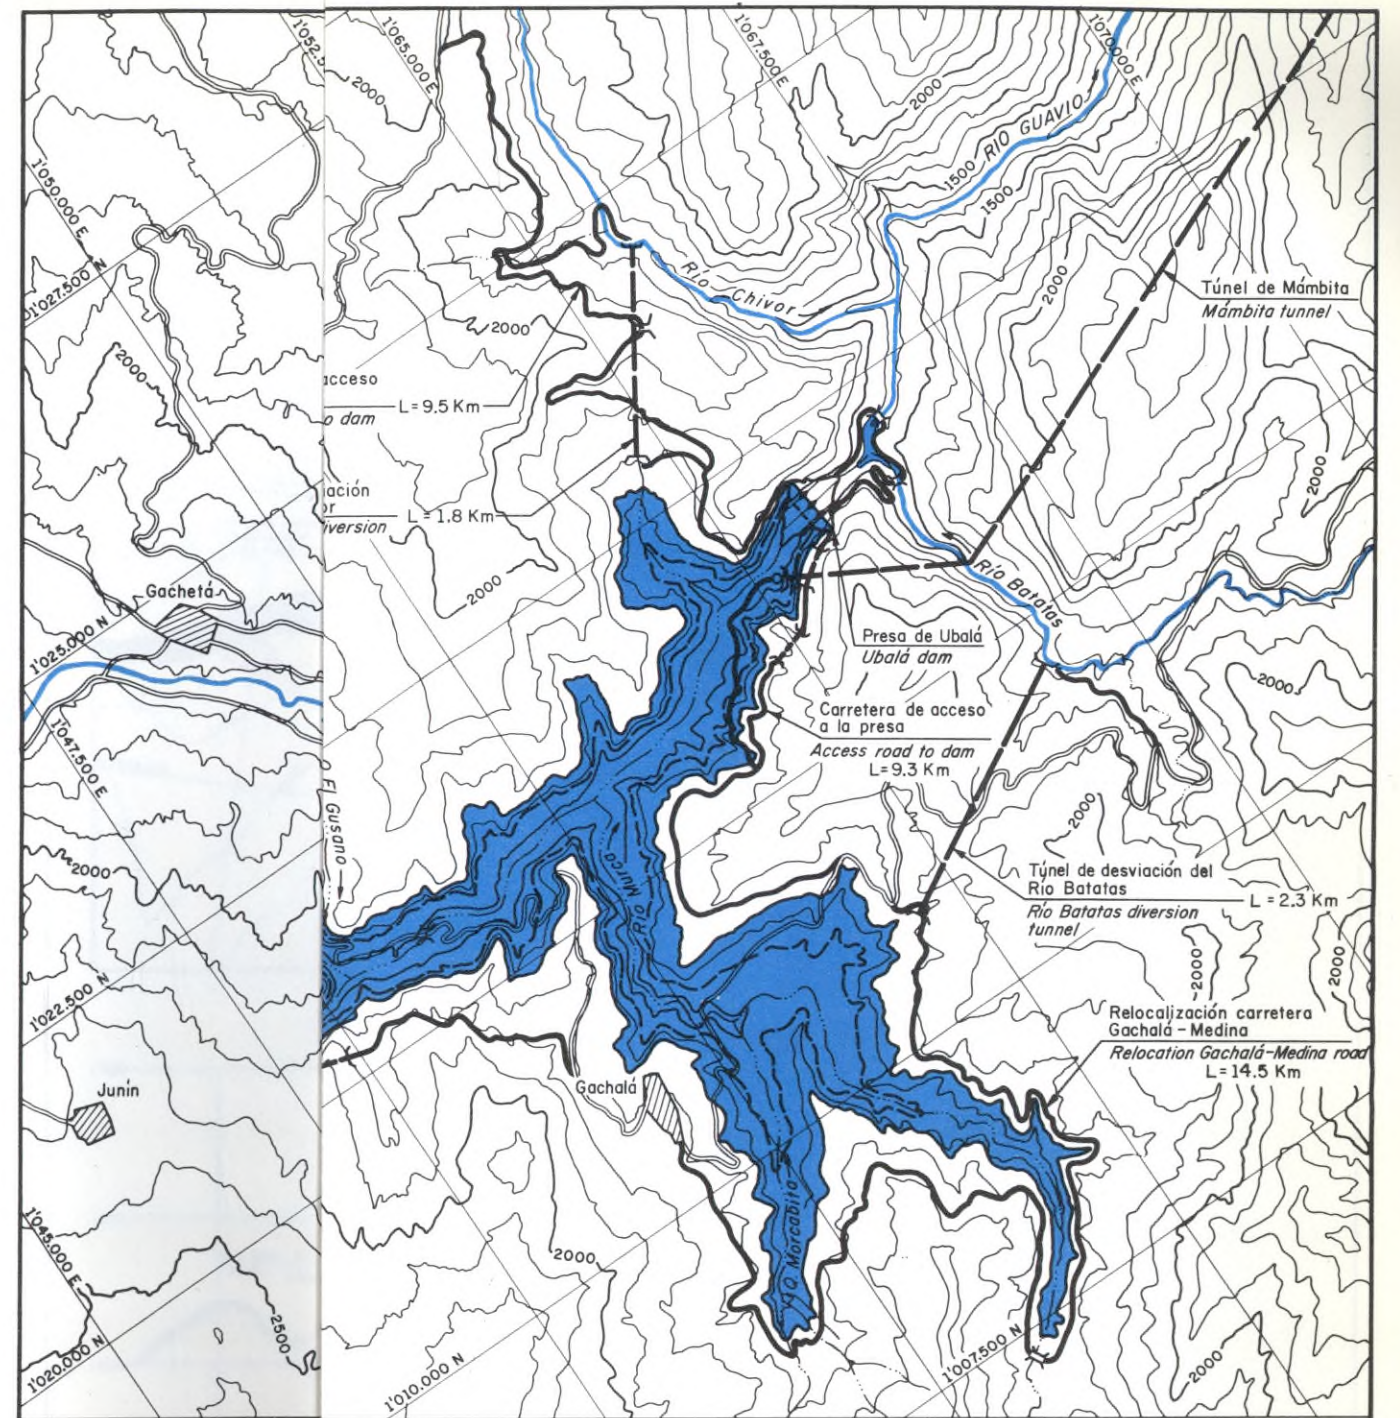 1'052.5
1'065.000 E
1'067.500 E
1'070.000 E
2000
2000
RIO GUAVIO
1500
1500
1'050.000 E
1'027.500 N
Río Chivor
2000
Túnel de Mámbita
Mámbita tunnel
2000
2000
acceso
L=9.5 Km
o dam
2000
iación
or
iversion
L=1.8 Km
2000
Río Batatas
Gachetá
1'025.000 N
Presa de Ubalá
Ubalá dam
2000
Carretera de acceso
a la presa
Access road to dam
L=9.3 Km
1'047.500 E
o El Gusano
2000
2000
Río Murca
Túnel de desviación del
Río Batatas
L = 2.3 Km
Río Batatas diversion
tunnel
2000
2000
1'022.500 N
Relocalización carretera
Gachalá - Medina
Relocation Gachalá-Medina road
L=14.5 Km
Junín
Gachalá
Q Morcabita
1'045.000 E
2000
2500
1'020.000 N
1'010.000 N
1'007.500 N
2000